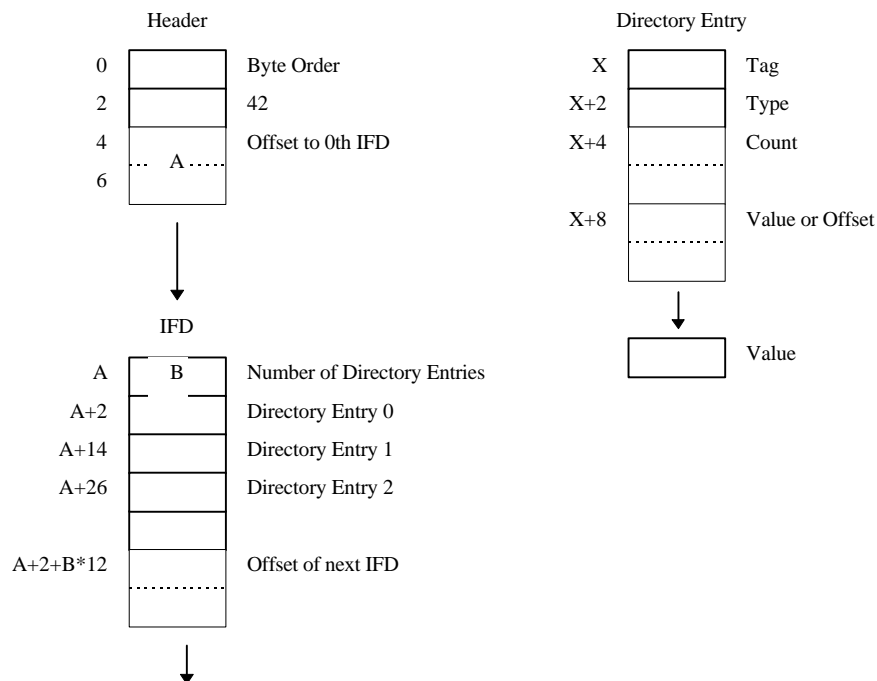 Header
0 Byte Order
2 42
4 Offset to 0th IFD
A
6
IFD
A B Number of Directory Entries
A+2 Directory Entry 0
A+14 Directory Entry 1
A+26 Directory Entry 2
A+2+B*12 Offset of next IFD
Directory Entry
X Tag
X+2 Type
X+4 Count
X+8 Value or Offset
Value